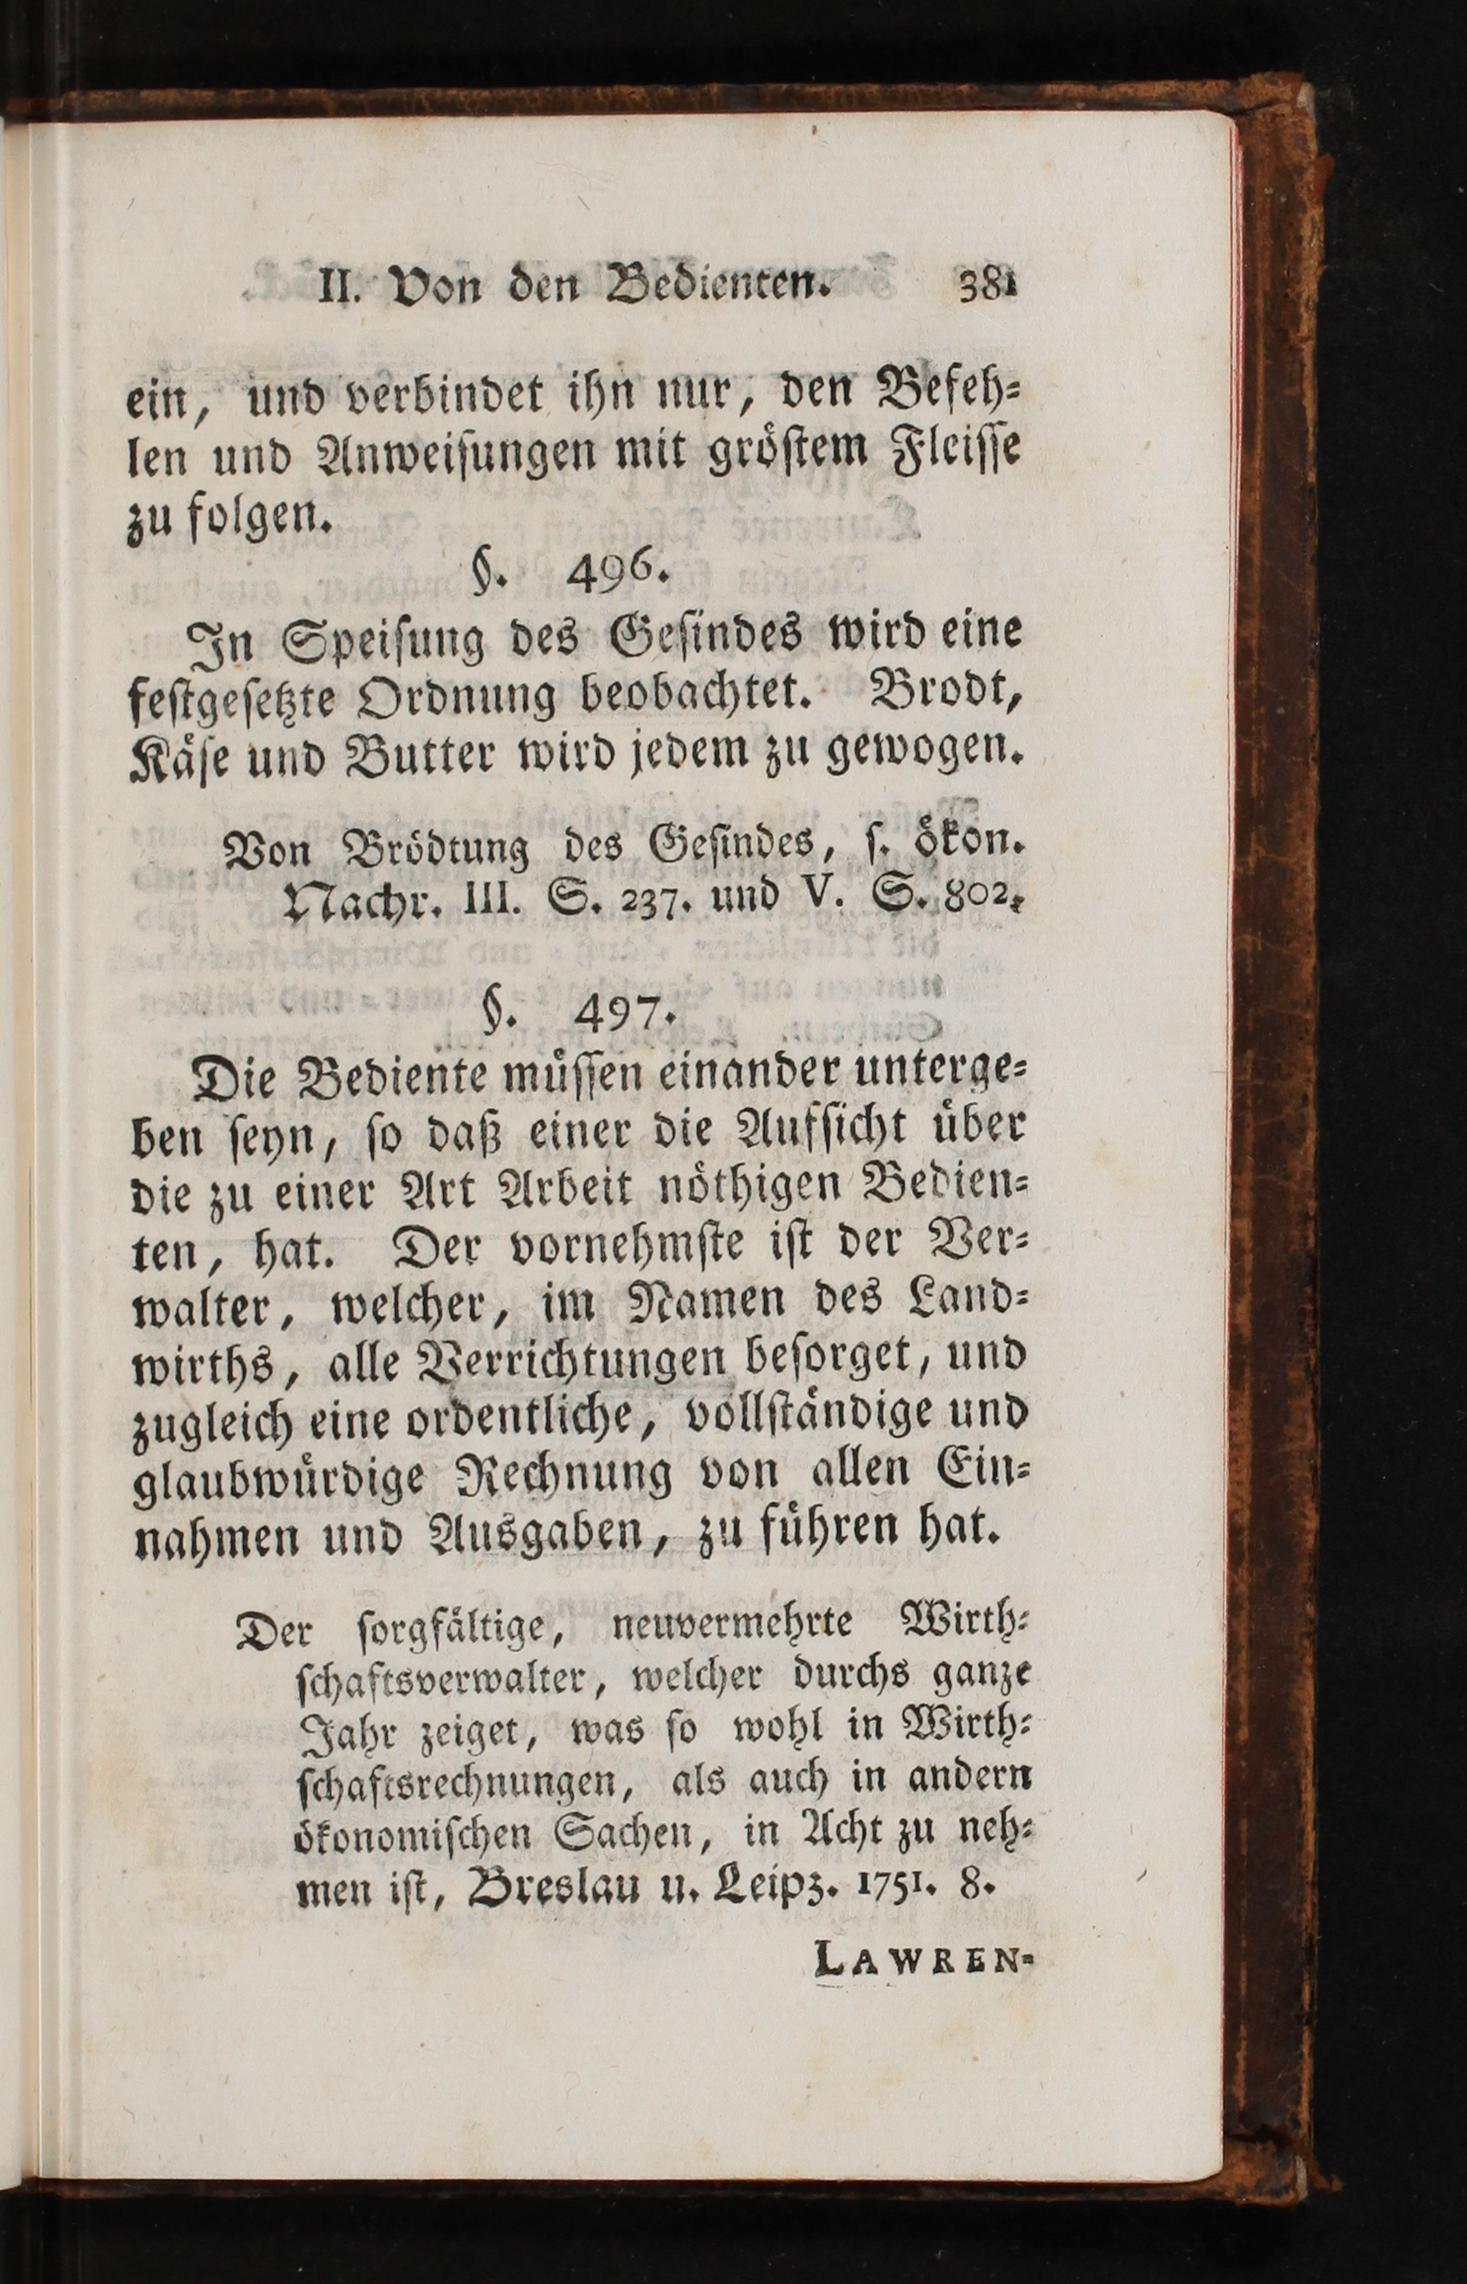 II. Von den Bedienten. 381
ein, und verbindet ihn nur, den Befeh⸗
len und Anweiſungen mit gröſtem Fleiſſe
zu folgen.
§. 496.
In Speiſung des Geſindes wird eine
feſtgeſetzte Ordnung beobachtet. Brodt,
Käſe und Butter wird jedem zu gewogen.
Von Brödtung des Geſindes, ſ. ökon.
Nachr. III. S. 237. und V. S. 802.
§. 497.
Die Bediente müſſen einander unterge⸗
ben ſeyn, ſo daß einer die Aufſicht über
die zu einer Art Arbeit nöthigen Bedien⸗
ten, hat. Der vornehmſte iſt der Ver⸗
walter, welcher, im Namen des Land⸗
wirths, alle Verrichtungen beſorget, und
zugleich eine ordentliche, vollſtändige und
glaubwürdige Rechnung von allen Ein⸗
nahmen und Ausgaben, zu führen hat.
Der ſorgfältige, neuvermehrte Wirth⸗
ſchaftsverwalter, welcher durchs ganze
Jahr zeiget, was ſo wohl in Wirth⸗
ſchaftsrechnungen, als auch in andern
ökonomiſchen Sachen, in Acht zu neh⸗
men iſt, Breslau u. Leipz. 1751. 8.
LAWREN-